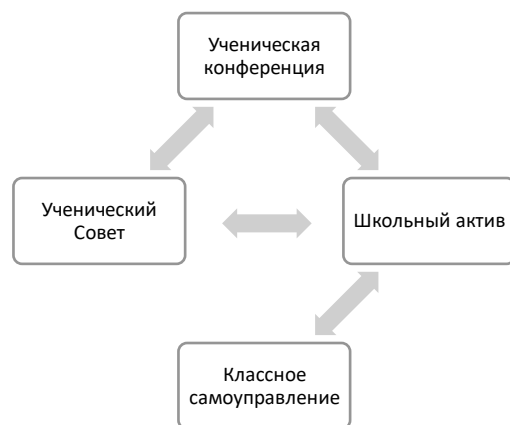 Ученическая
конференция
Ученический
Совет
Школьный актив
Классное
самоуправление